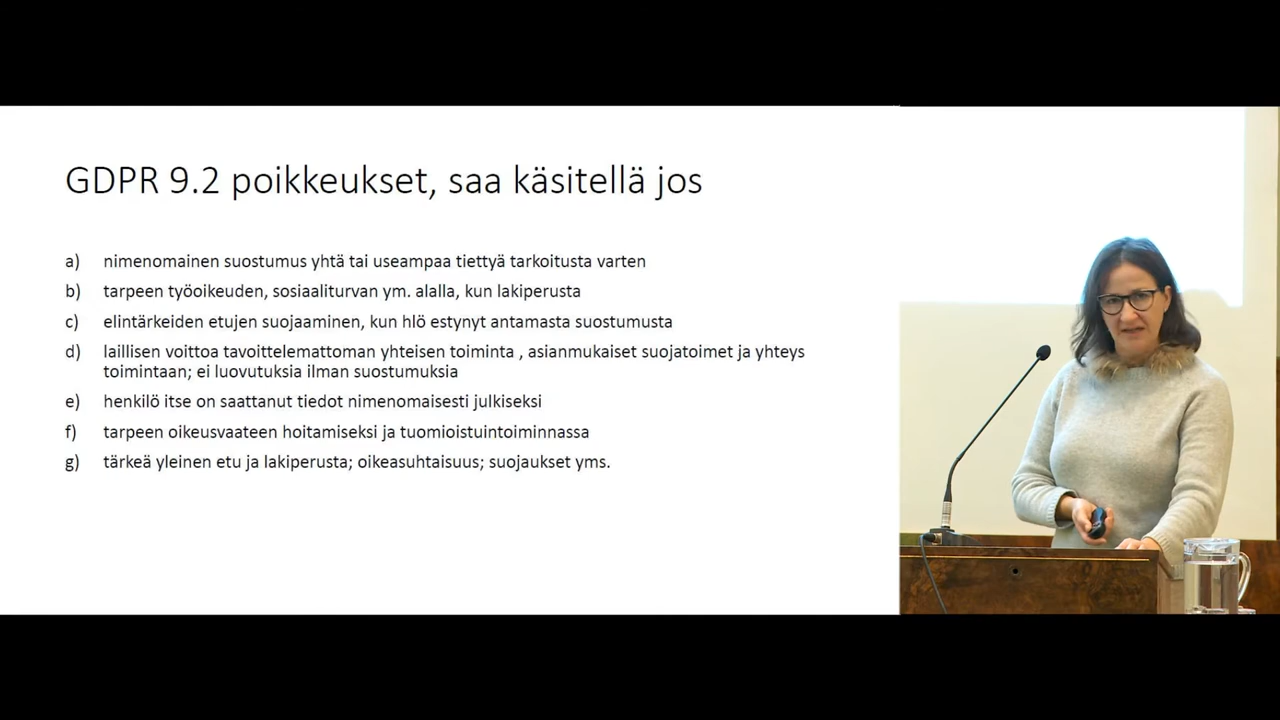 GDPR 9.2 poikkeukset, saa käsitellä jos
a) nimenomainen suostumus yhtä tai useampaa tiettyä tarkoitusta varten
b) tarpeen työoikeuden, sosiaaliturvan ym. alalla, kun lakiperusta
c) elintärkeiden etujen suojaaminen, kun hlö estynyt antamasta suostumusta
d) laillisen voittoa tavoittelemattoman yhteisen toiminta , asianmukaiset suojatoimet ja yhteys
toimintaan; ei luovutuksia ilman suostumuksia
e) henkilö itse on saattanut tiedot nimenomaisesti julkiseksi
f) tarpeen oikeusvaateen hoitamiseksi ja tuomioistuintoiminnassa
g) tärkeä yleinen etu ja lakiperusta; oikeasuhtaisuus; suojaukset yms.